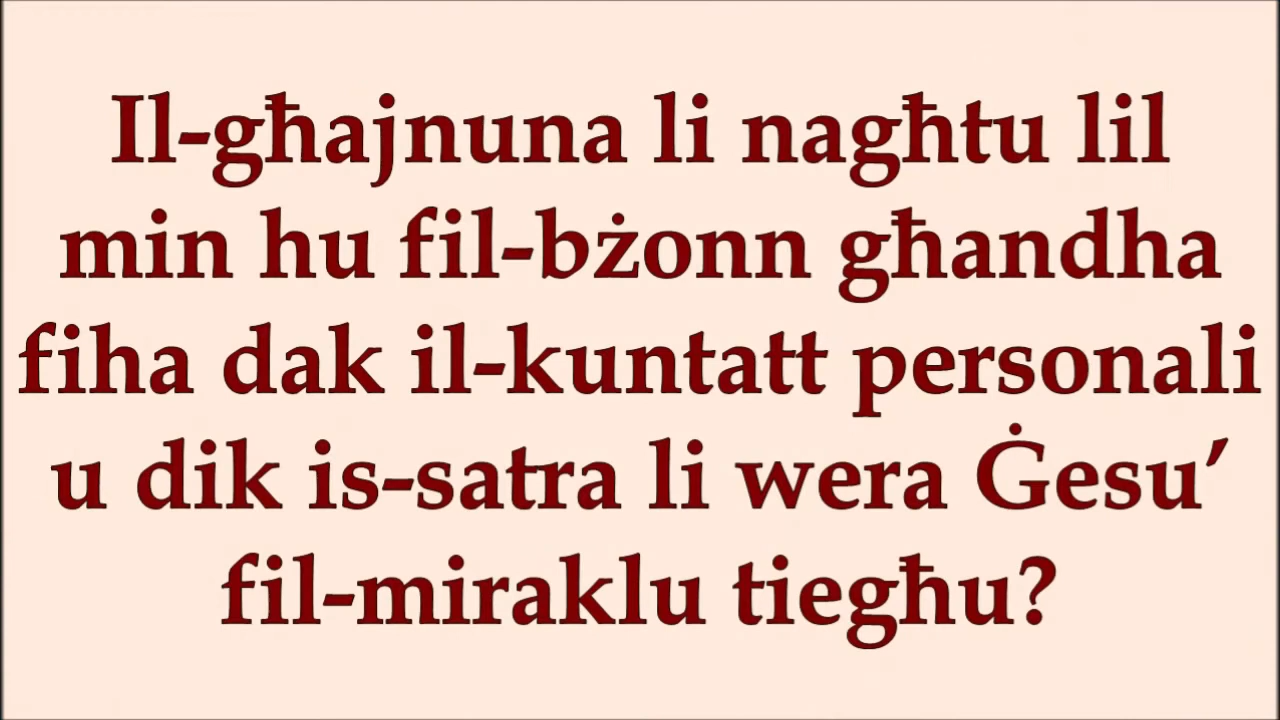 Il-għajnuna li nagħtu lil
min hu fil-bżonn għandha
fiha dak il-kuntatt personali
u dik is-satra li wera Ġesu’
fil-miraklu tiegħu?